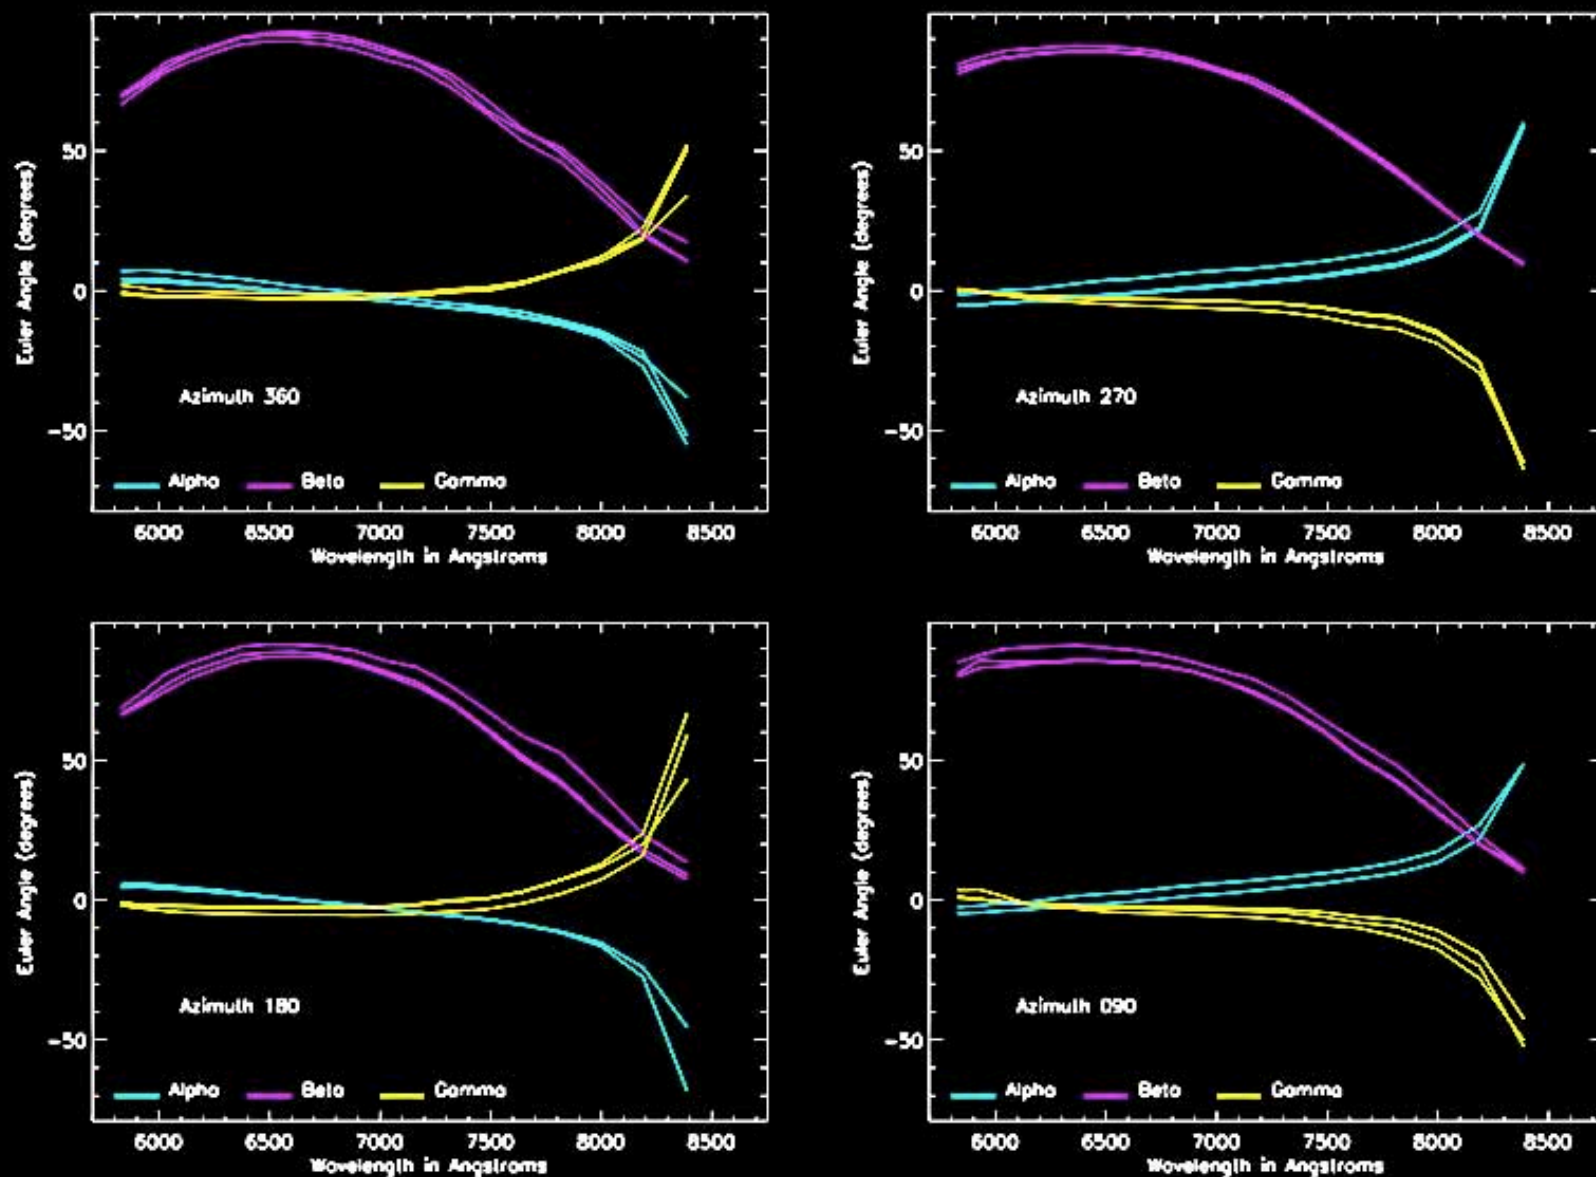 50
0
-50
Euler Angle (degrees)
Azimuth 360
Alpha Beta Gamma
6000 6500 7000 7500 8000 8500
Wavelength in Angstroms
50
0
-50
Euler Angle (degrees)
Azimuth 270
Alpha Beta Gamma
6000 6500 7000 7500 8000 8500
Wavelength in Angstroms
50
0
-50
Euler Angle (degrees)
Azimuth 180
Alpha Beta Gamma
6000 6500 7000 7500 8000 8500
Wavelength in Angstroms
50
0
-50
Euler Angle (degrees)
Azimuth 090
Alpha Beta Gamma
6000 6500 7000 7500 8000 8500
Wavelength in Angstroms